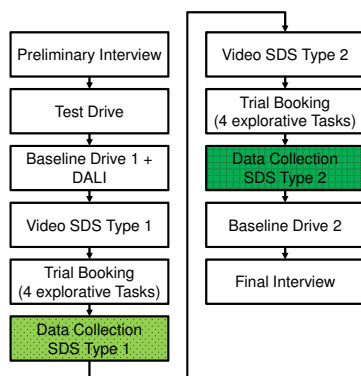 Preliminary Interview
Test Drive
Baseline Drive 1 +
DALI
Video SDS Type 1
Trial Booking
(4 explorative Tasks)
Data Collection
SDS Type 1
Video SDS Type 2
Trial Booking
(4 explorative Tasks)
Data Collection
SDS Type 2
Baseline Drive 2
Final Interview